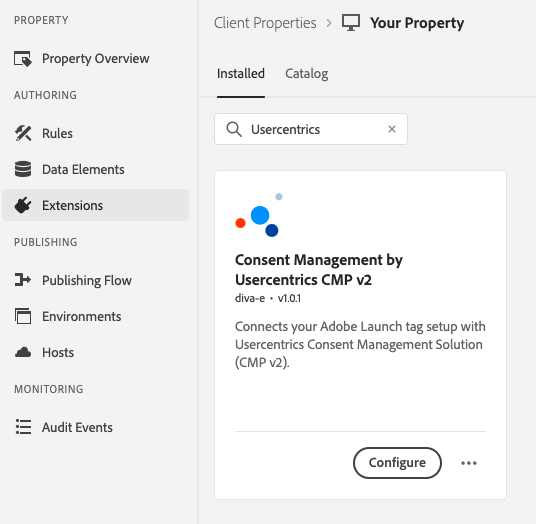 PROPERTY
Property Overview
AUTHORING
Rules
Data Elements
Extensions
PUBLISHING
Publishing Flow
Environments
Hosts
MONITORING
Audit Events
Client Properties > Your Property
Installed Catalog
Usercentrics ×
Consent Management by
Usercentrics CMP v2
diva-e • v1.0.1
Connects your Adobe Launch tag setup with
Usercentrics Consent Management Solution
(CMP v2).
Configure